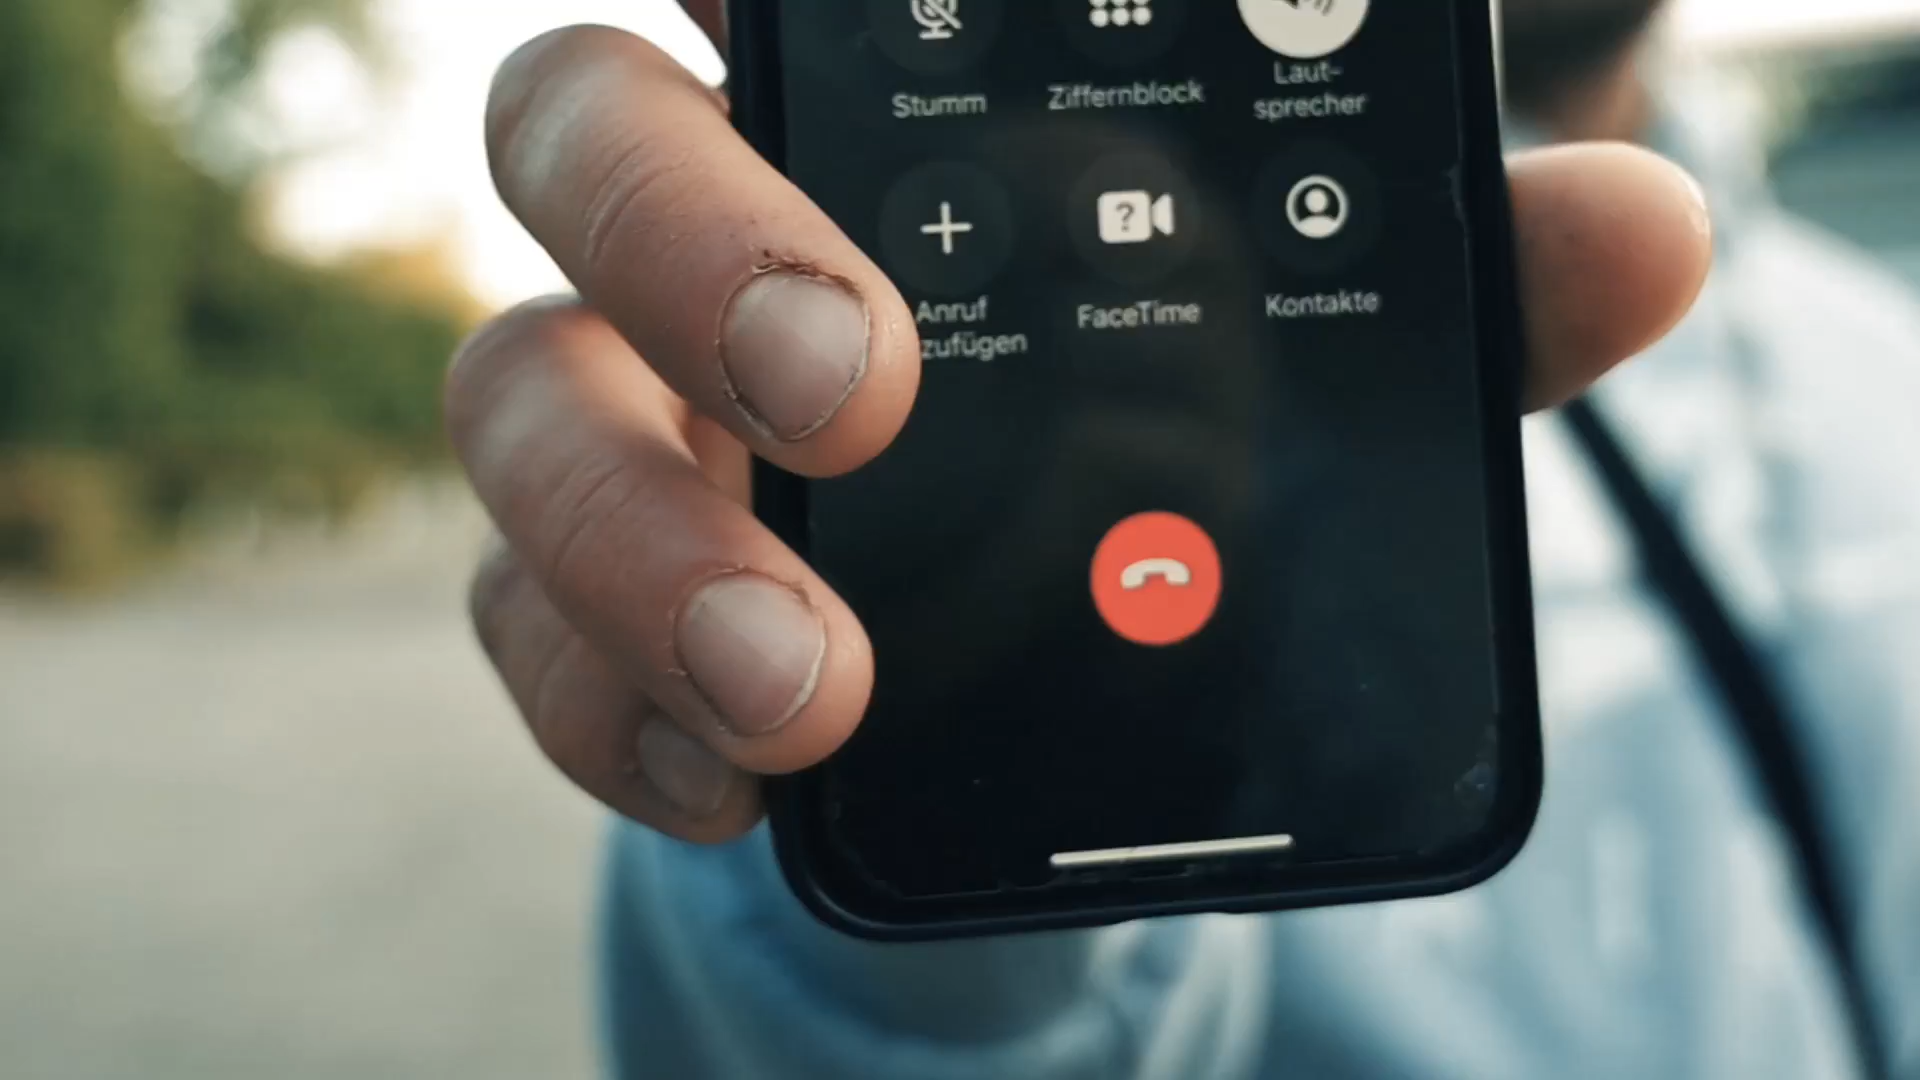 Stumm
Ziffernblock
Laut-
sprecher
Anruf
zufügen
FaceTime
Kontakte